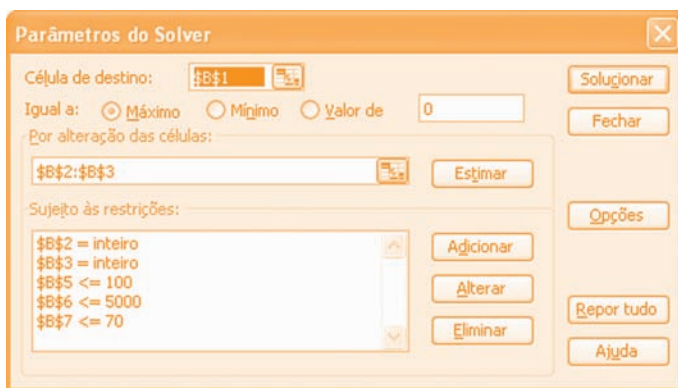 Parâmetros do Solver
Célula de destino: $B$1
Igual a: Máximo Mínimo Valor de 0
Por alteração das células:
$B$2:$B$3
Estimar
Sujeito às restrições:
$B$2 = inteiro
$B$3 = inteiro
$B$5 <= 100
$B$6 <= 5000
$B$7 <= 70
Adicionar
Alterar
Eliminar
Solucionar
Fechar
Opções
Repor tudo
Ajuda